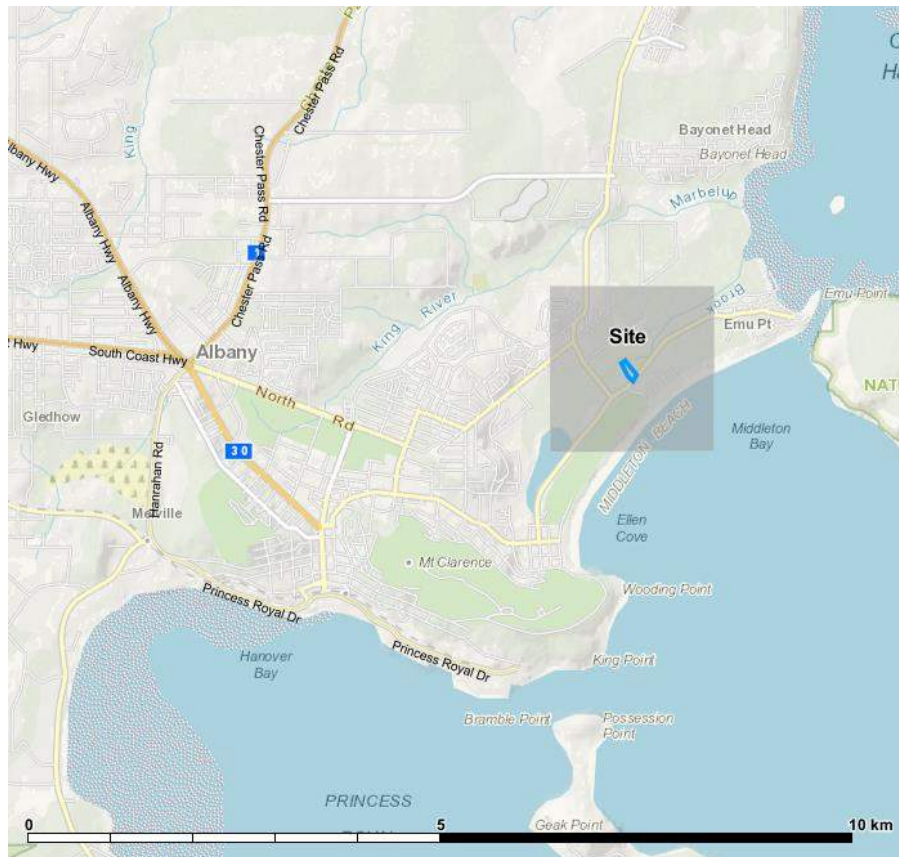 Chester Pass Rd
Bayonet Head
Bayonet Head
Marbelup
Brook
King
Albany Hwy
Albany Hwy
Albany Hwy
Chester Pass Rd
Chester Pass Rd
King River
Emu Point
Emu Pt
Site
South Coast Hwy
Albany
North Rd
Gledhow
30
Hanrahan Rd
Melville
MIDDLETON BEACH
Middleton
Bay
Ellen
Cove
Mt Clarence
Wooding Point
Princess Royal Dr
Princess Royal Dr
King Point
Hanover
Bay
Bramble Point
Possession
Point
PRINCESS
Geak Point
0
5
10 km